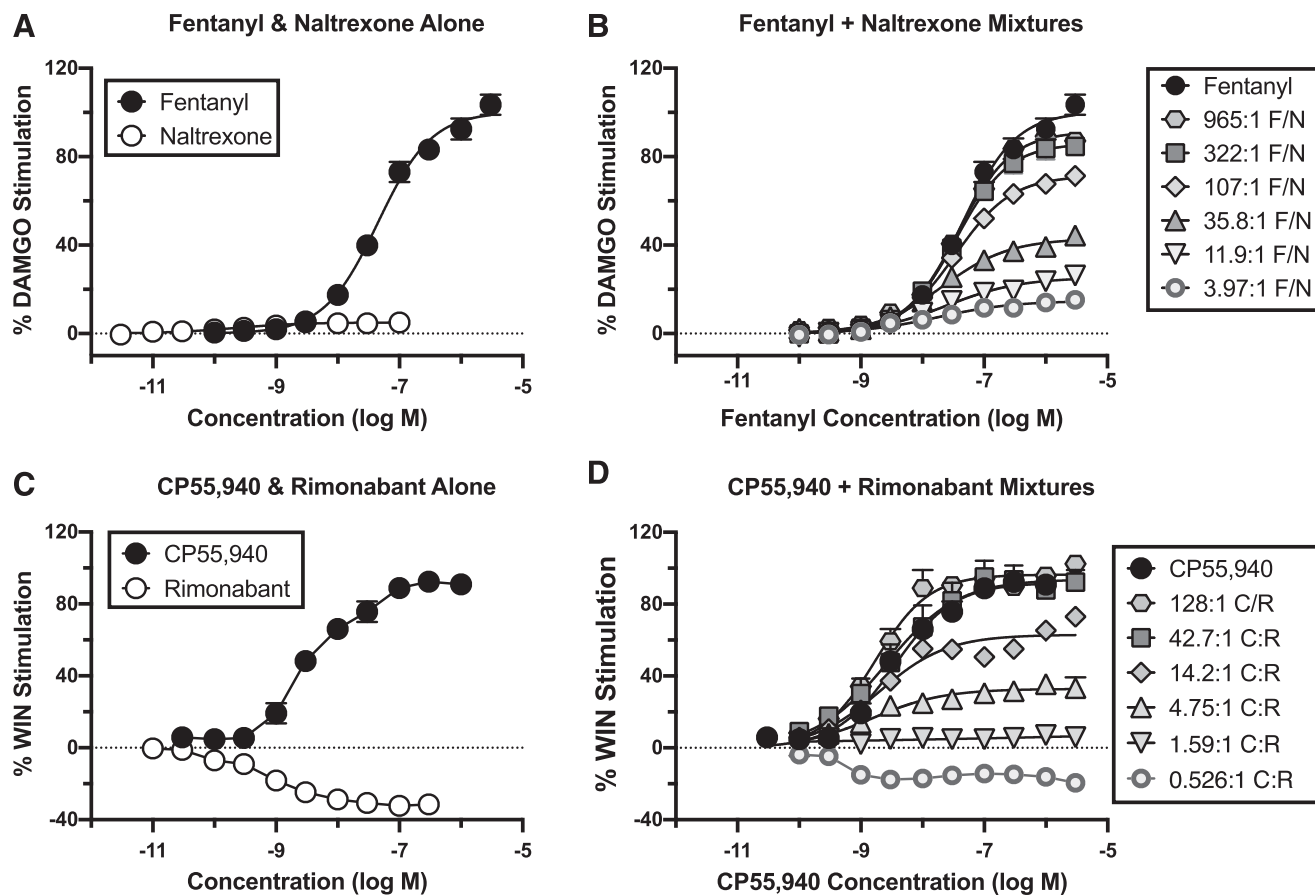 A
Fentanyl & Naltrexone Alone
120
80
40
0
% DAMGO Stimulation
Fentanyl
Naltrexone
-11
-9
-7
-5
Concentration (log M)
B
Fentanyl + Naltrexone Mixtures
120
80
40
0
% DAMGO Stimulation
-11
-9
-7
-5
Fentanyl Concentration (log M)
Fentanyl
965:1 F/N
322:1 F/N
107:1 F/N
35.8:1 F/N
11.9:1 F/N
3.97:1 F/N
C
CP55,940 & Rimonabant Alone
120
80
40
0
-40
% WIN Stimulation
CP55,940
Rimonabant
-11
-9
-7
-5
Concentration (log M)
D
CP55,940 + Rimonabant Mixtures
120
80
40
0
-40
% WIN Stimulation
-11
-9
-7
-5
CP55,940 Concentration (log M)
CP55,940
128:1 C/R
42.7:1 C:R
14.2:1 C:R
4.75:1 C:R
1.59:1 C:R
0.526:1 C:R